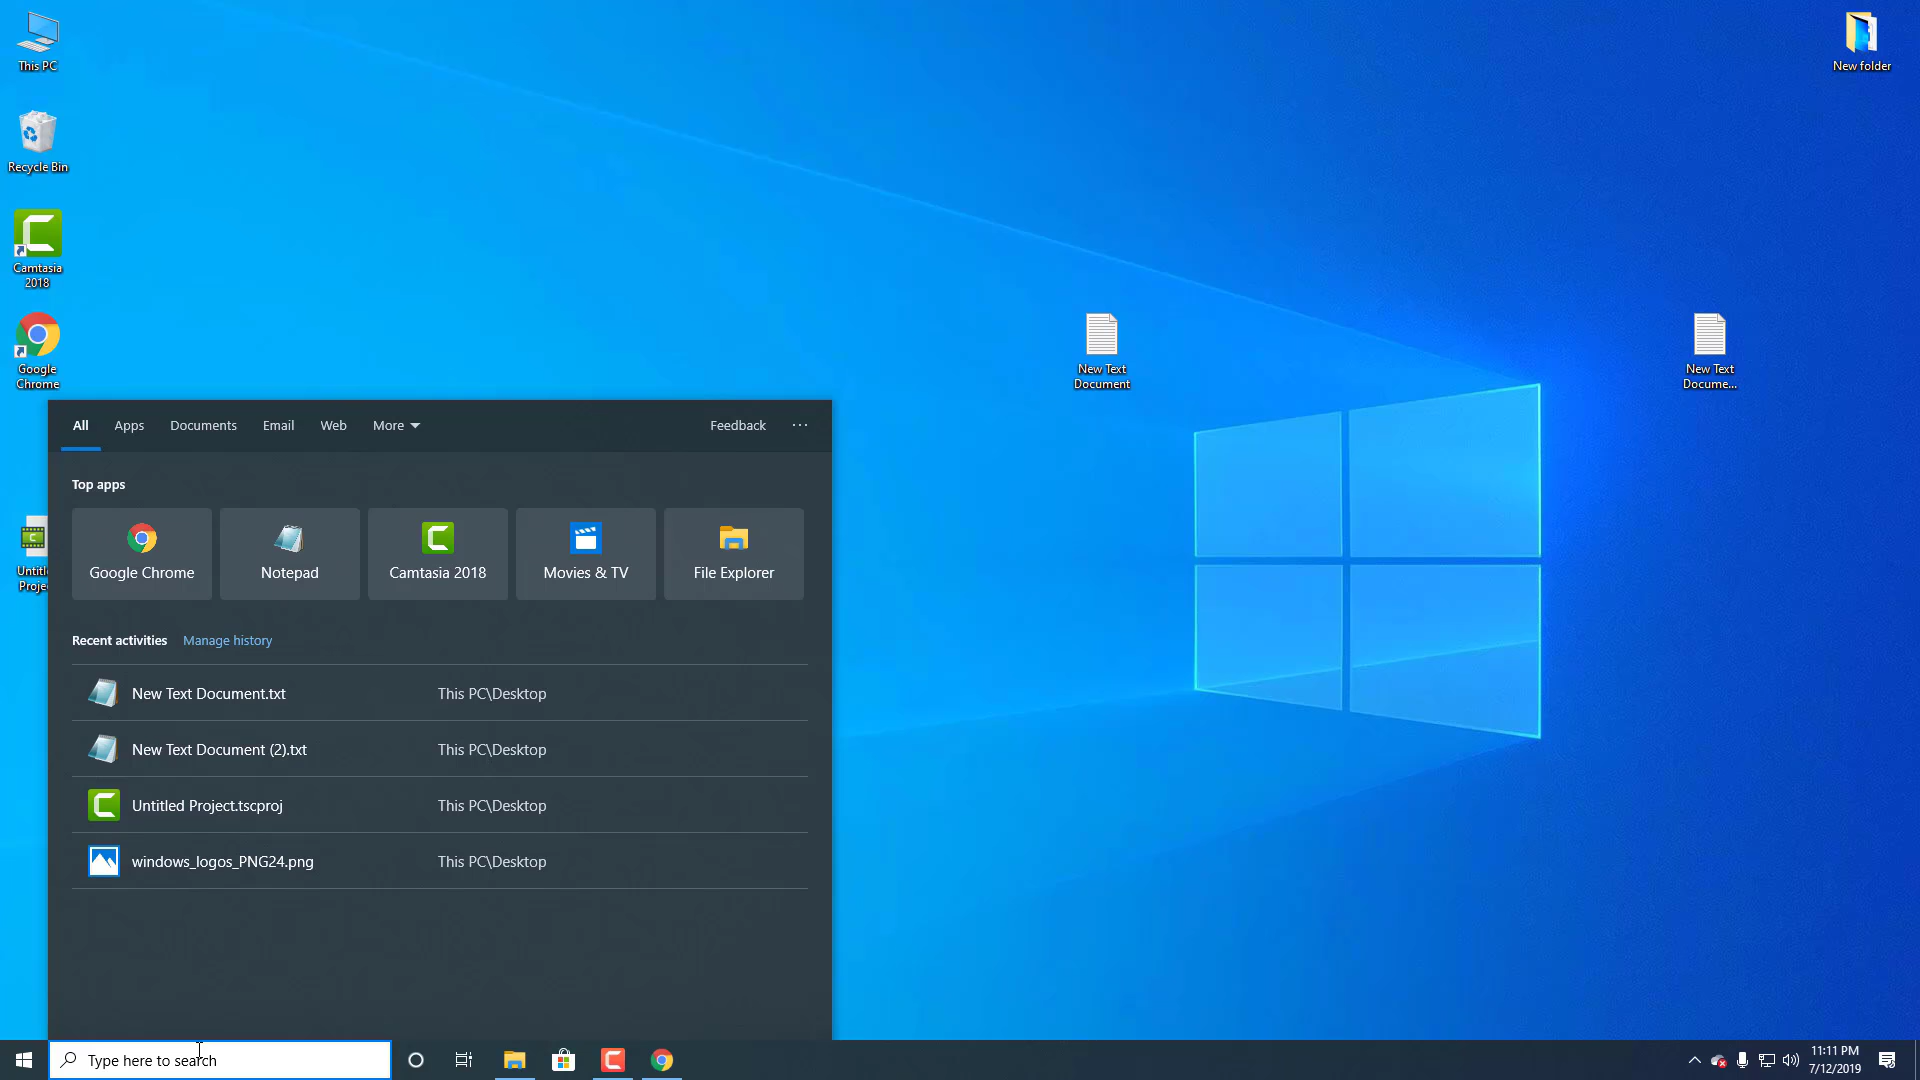 This PC
New folder
Recycle Bin
Camtasia
2018
Google
Chrome
New Text
Document
New Text
Docume...
All
Apps
Documents
Email
Web
More
Feedback
...
Top apps
Google Chrome
Notepad
Camtasia 2018
Movies & TV
File Explorer
Untitl
Proje
Recent activities Manage history
New Text Document.txt This PC\Desktop
New Text Document (2).txt This PC\Desktop
Untitled Project.tscproj This PC\Desktop
windows_logos_PNG24.png This PC\Desktop
Type here to search
11:11 PM
7/12/2019